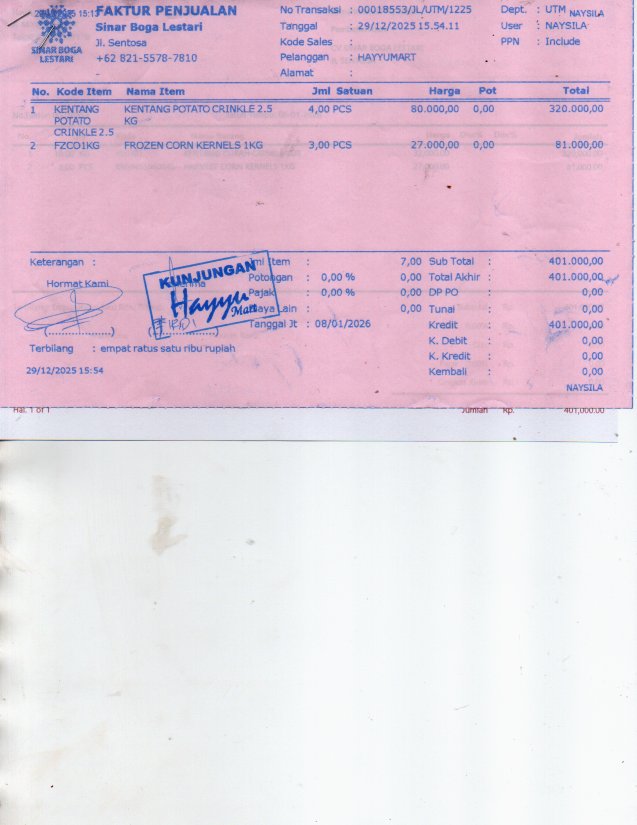 FAKTUR PENJUALAN
Sinar Boga Lestari
Jl. Sentosa
+62 821-5578-7810
-
SINAR BOGA
LESTARI
No Transaksi : 00018553/JL/UTM/1225
Tanggal : 29/12/2025 15.54.11
Kode Sales :
Pelanggan : HAYYUMART
Alamat :
Dept. : UTM NAYSILA
User : NAYSILA
PPN : Include
No. Kode Item Nama Item Jml Satuan Harga Pot Total
1 KENTANG POTATO CRINKLE 2.5 KENTANG POTATO CRINKLE 2.5 KG 4,00 PCS 80.000,00 0,00 320.000,00
2 FZCO1KG FROZEN CORN KERNELS 1KG 3,00 PCS 27.000,00 0,00 81.000,00
Keterangan :
Hormat Kami
(....................)
KUNJUNGAN
Hayyu
Mart
Jml Item : 7,00 Sub Total : 401.000,00
Potongan : 0,00 % 0,00 Total Akhir : 401.000,00
Pajak : 0,00 % 0,00 DP PO : 0,00
Biaya Lain : 0,00 Tunai : 0,00
Tanggal Jt : 08/01/2026 Kredit : 401.000,00
K. Debit : 0,00
K. Kredit : 0,00
Kembali : 0,00
Terbilang : empat ratus satu ribu rupiah
29/12/2025 15:54
NAYSILA
Hal. 1 of 1 Jumlah Rp. 401,000.00